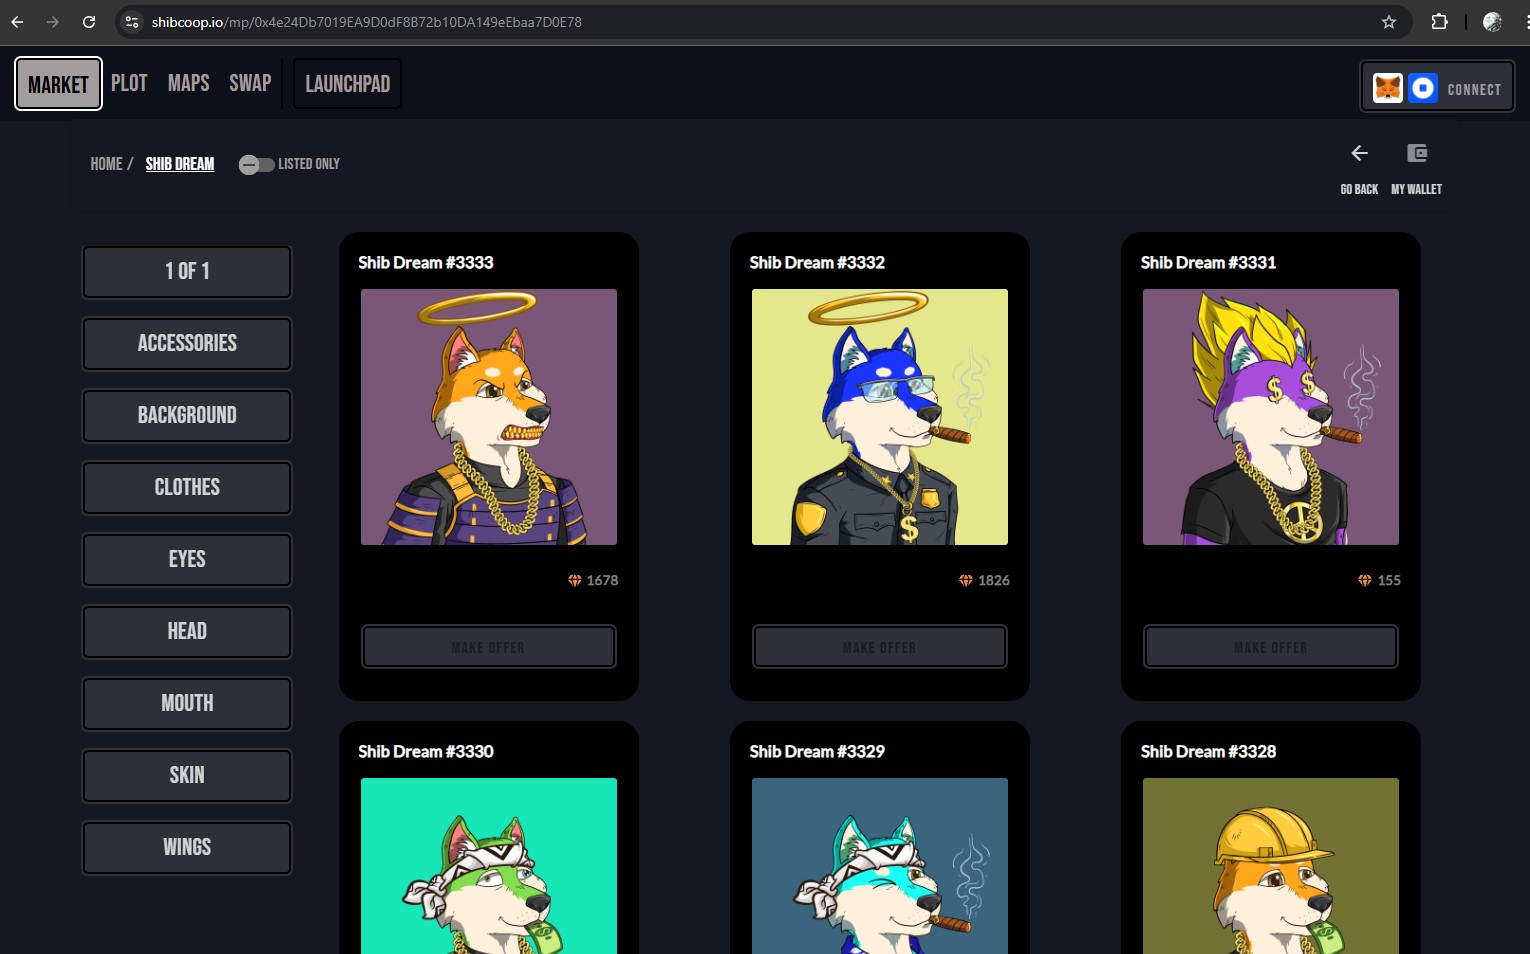 shibcoop.io/mp/0x4e24Db7019EA9D0dF8B72b10DA149eEbaa7D0E78
MARKET PLOT MAPS SWAP LAUNCHPAD
CONNECT
HOME / SHIB DREAM LISTED ONLY
GO BACK MY WALLET
1 OF 1
ACCESSORIES
BACKGROUND
CLOTHES
EYES
HEAD
MOUTH
SKIN
WINGS
Shib Dream #3333
$
1678
MAKE OFFER
Shib Dream #3332
$
1826
MAKE OFFER
Shib Dream #3331
$ $
155
MAKE OFFER
Shib Dream #3330
$
Shib Dream #3329
Shib Dream #3328
$